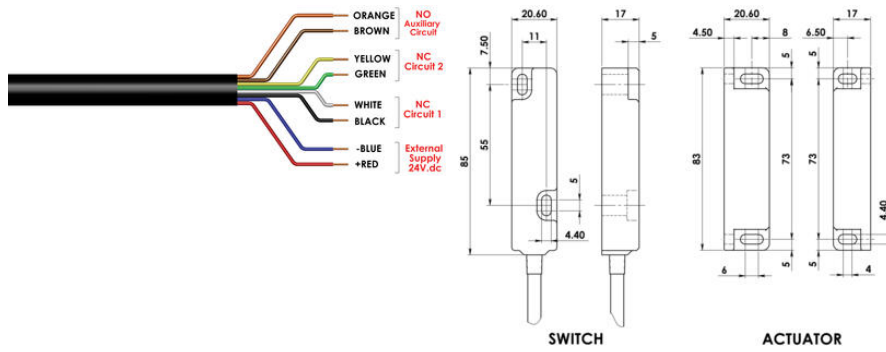 ORANGE
BROWN
NO
Auxiliary
Circuit
YELLOW
GREEN
NC
Circuit 2
WHITE
BLACK
NC
Circuit 1
-BLUE
+RED
External
Supply
24V.dc
20.60
17
7.50
11
5
85
55
5
4.40
SWITCH
20.60
17
4.50
8
6.50
5
5
83
73
73
4.40
5
5
6
4
ACTUATOR